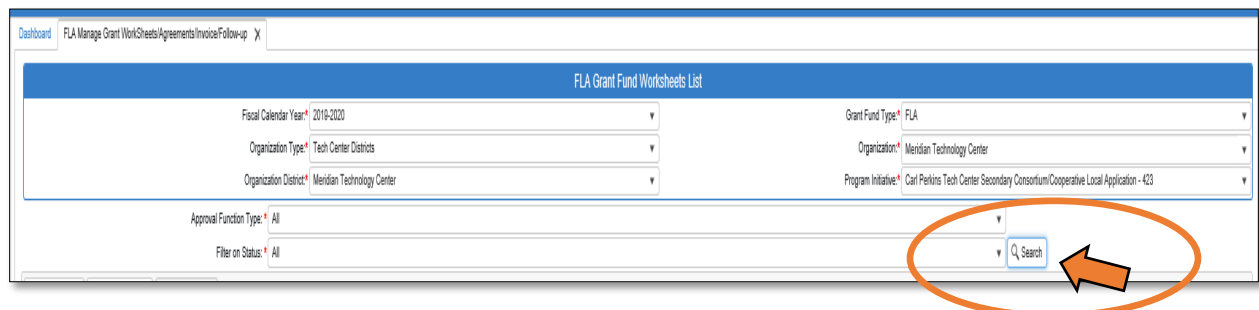 Dashboard FLA Manage Grant WorkSheets/Agreements/Invoice/Follow-up X
FLA Grant Fund Worksheets List
Fiscal Calendar Year:* 2019-2020 Grant Fund Type:* FLA
Organization Type:* Tech Center Districts Organization:* Meridian Technology Center
Organization District:* Meridian Technology Center Program Initiative:* Carl Perkins Tech Center Secondary Consortium/Cooperative Local Application - 423
Approval Function Type: * All
Filter on Status: * All Search